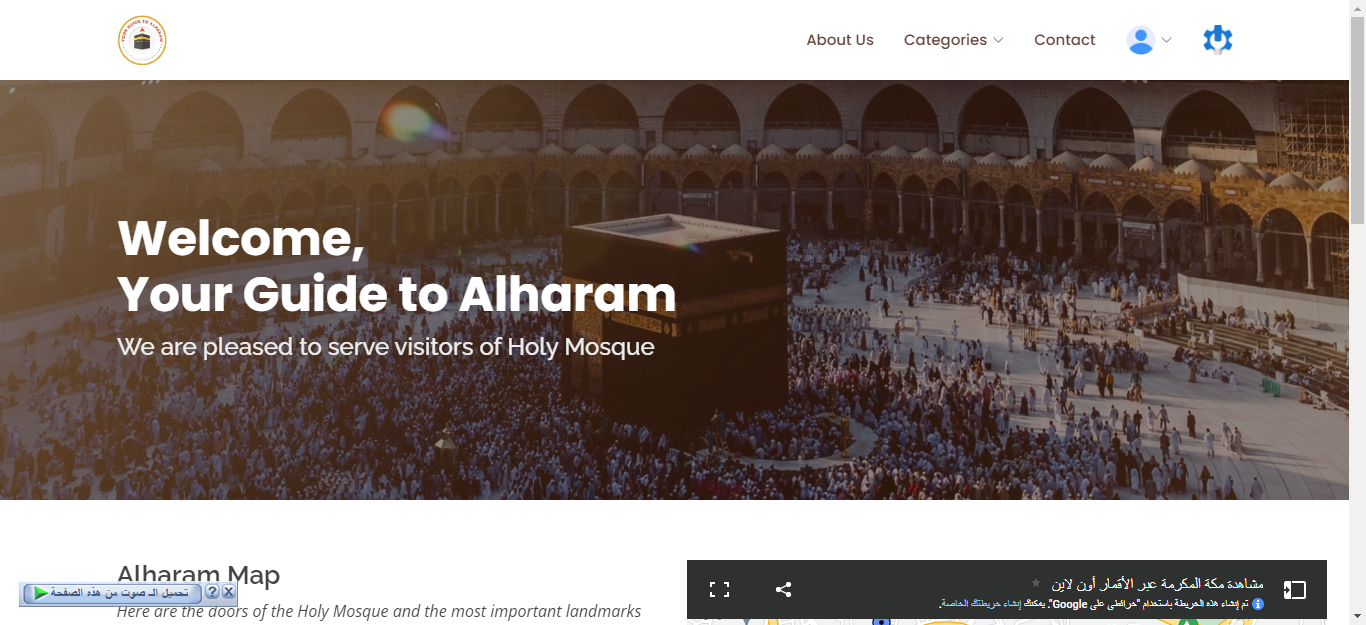 YOUR GUIDE TO ALHARAM
About Us
Categories
Contact
Welcome,
Your Guide to Alharam
We are pleased to serve visitors of Holy Mosque
Alharam Map
Here are the doors of the Holy Mosque and the most important landmarks
تحميل الـ صوت من هذه الصفحة
?
X
مشاهدة مكة المكرمة عبر الأقمار أون لاين
تم إنشاء هذه الخريطة باستخدام "خرائطي على Google". يمكنك إنشاء خريطتك الخاصة.